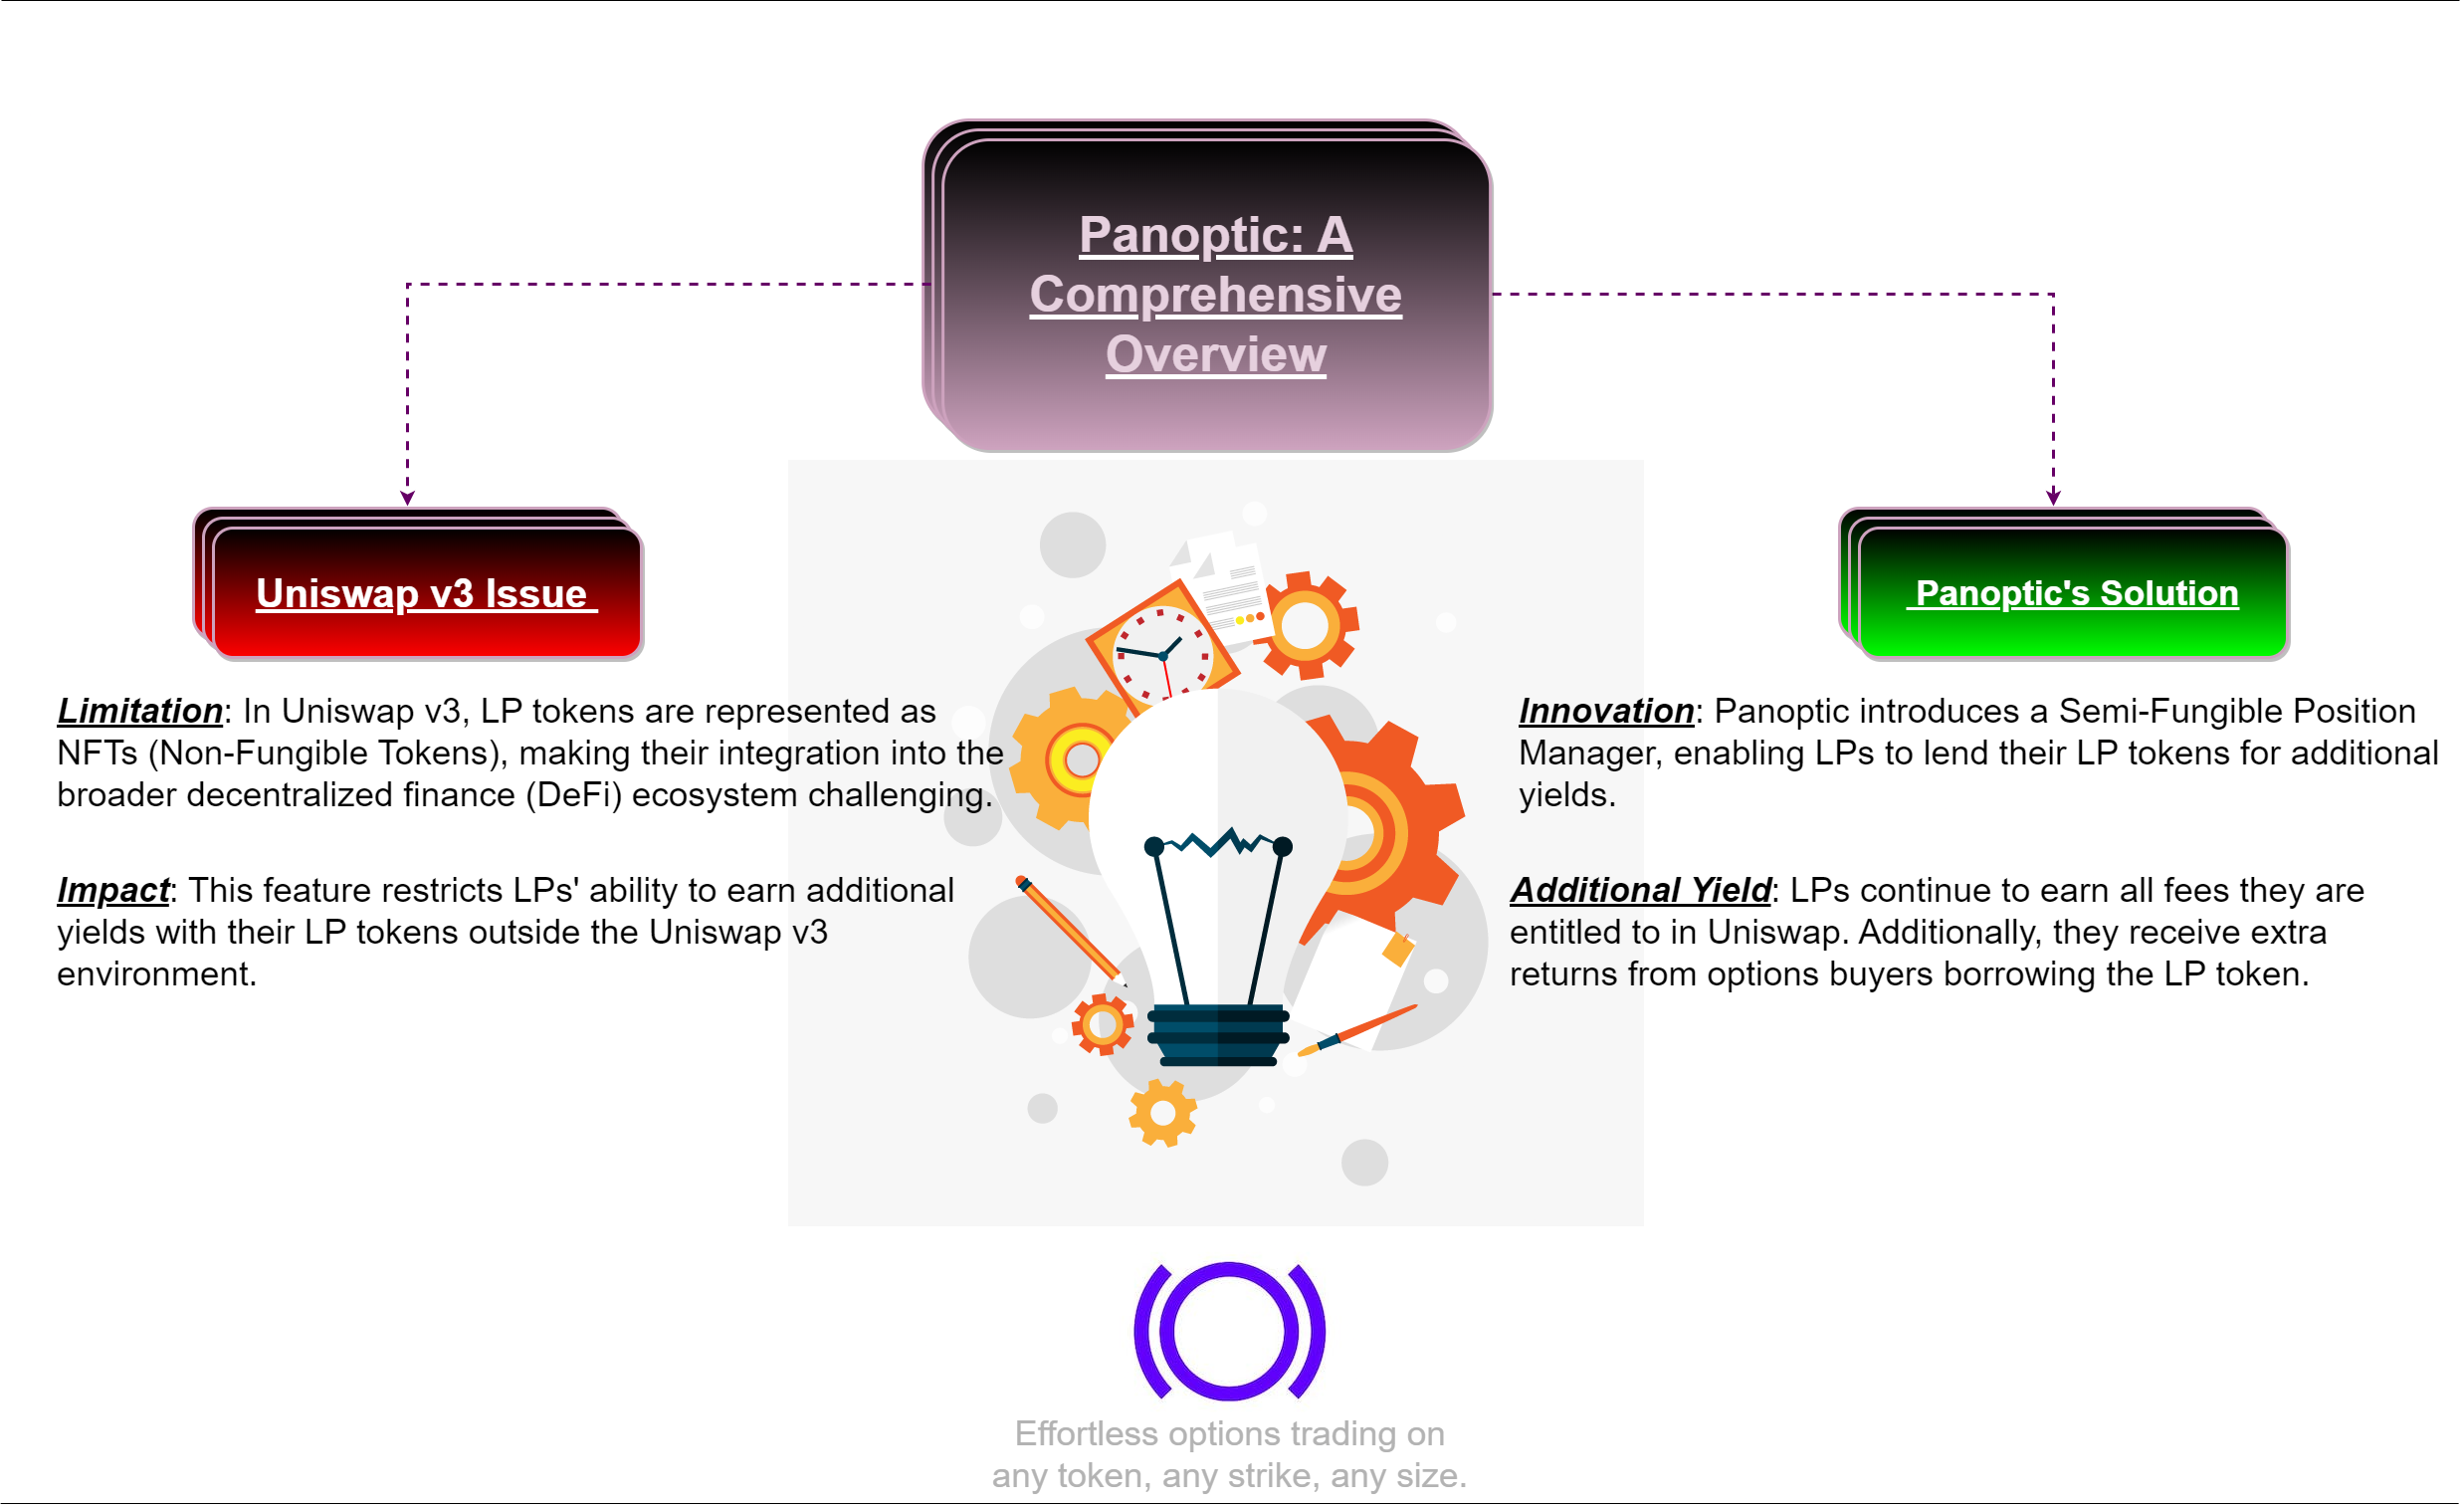 Panoptic: A
Comprehensive
Overview
Uniswap v3 Issue
Panoptic's Solution
Limitation: In Uniswap v3, LP tokens are represented as
NFTs (Non-Fungible Tokens), making their integration into the
broader decentralized finance (DeFi) ecosystem challenging.
Impact: This feature restricts LPs' ability to earn additional
yields with their LP tokens outside the Uniswap v3
environment.
Innovation: Panoptic introduces a Semi-Fungible Position
Manager, enabling LPs to lend their LP tokens for additional
yields.
Additional Yield: LPs continue to earn all fees they are
entitled to in Uniswap. Additionally, they receive extra
returns from options buyers borrowing the LP token.
Effortless options trading on
any token, any strike, any size.